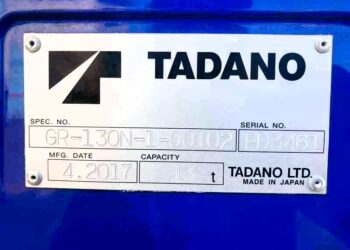 TADANO
SPEC. NO. SERIAL NO.
GR-130N-1-00102
MFG. DATE CAPACITY
4.2017 13 t TADANO LTD.
MADE IN JAPAN